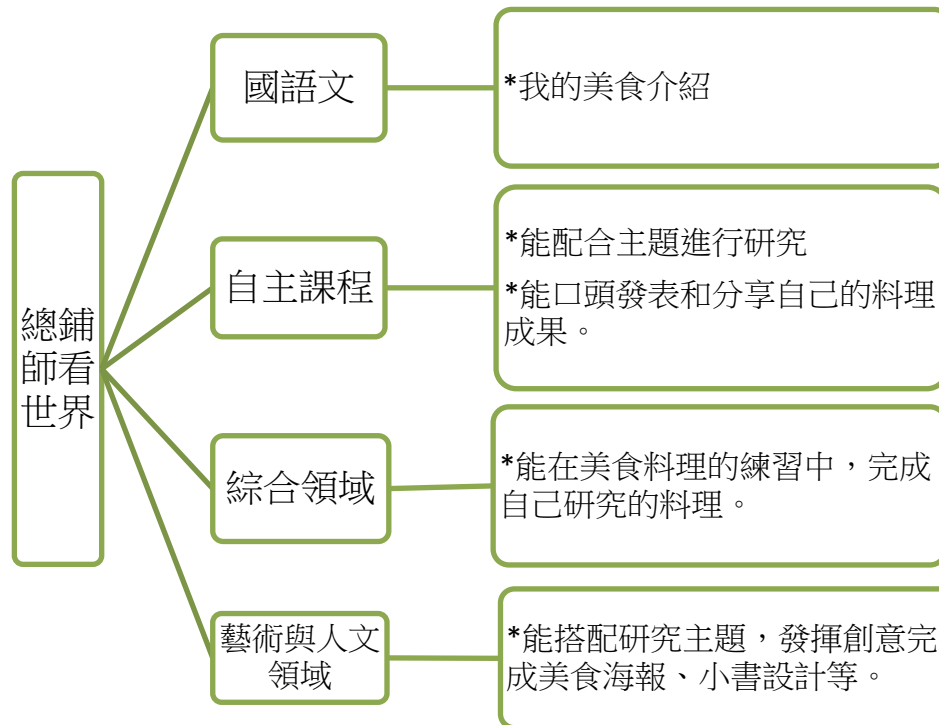 總鋪
師看
世界
國語文
*我的美食介紹
自主課程
*能配合主題進行研究
*能口頭發表和分享自己的料理
成果。
綜合領域
*能在美食料理的練習中，完成
自己研究的料理。
藝術與人文
領域
*能搭配研究主題，發揮創意完
成美食海報、小書設計等。